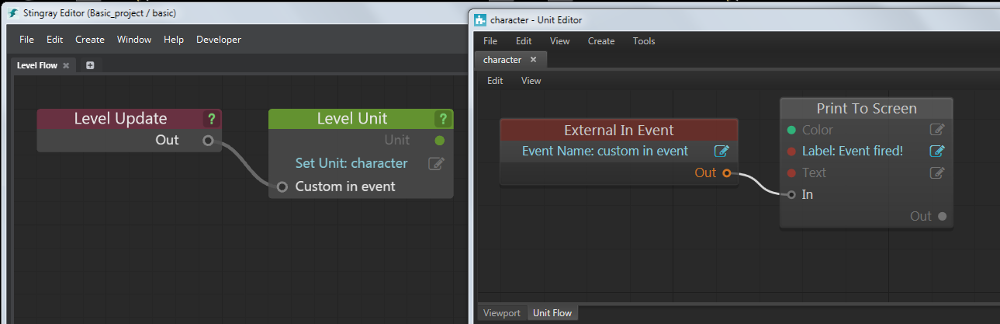 Stingray Editor (Basic_project / basic)
File Edit Create Window Help Developer
Level Flow
Level Update ?
Out
Level Unit ?
Unit
Set Unit: character
Custom in event
character - Unit Editor
File Edit View Create Tools
character
Edit View
External In Event
Event Name: custom in event
Out
Print To Screen
Color
Label: Event fired!
Text
In
Out
Viewport Unit Flow